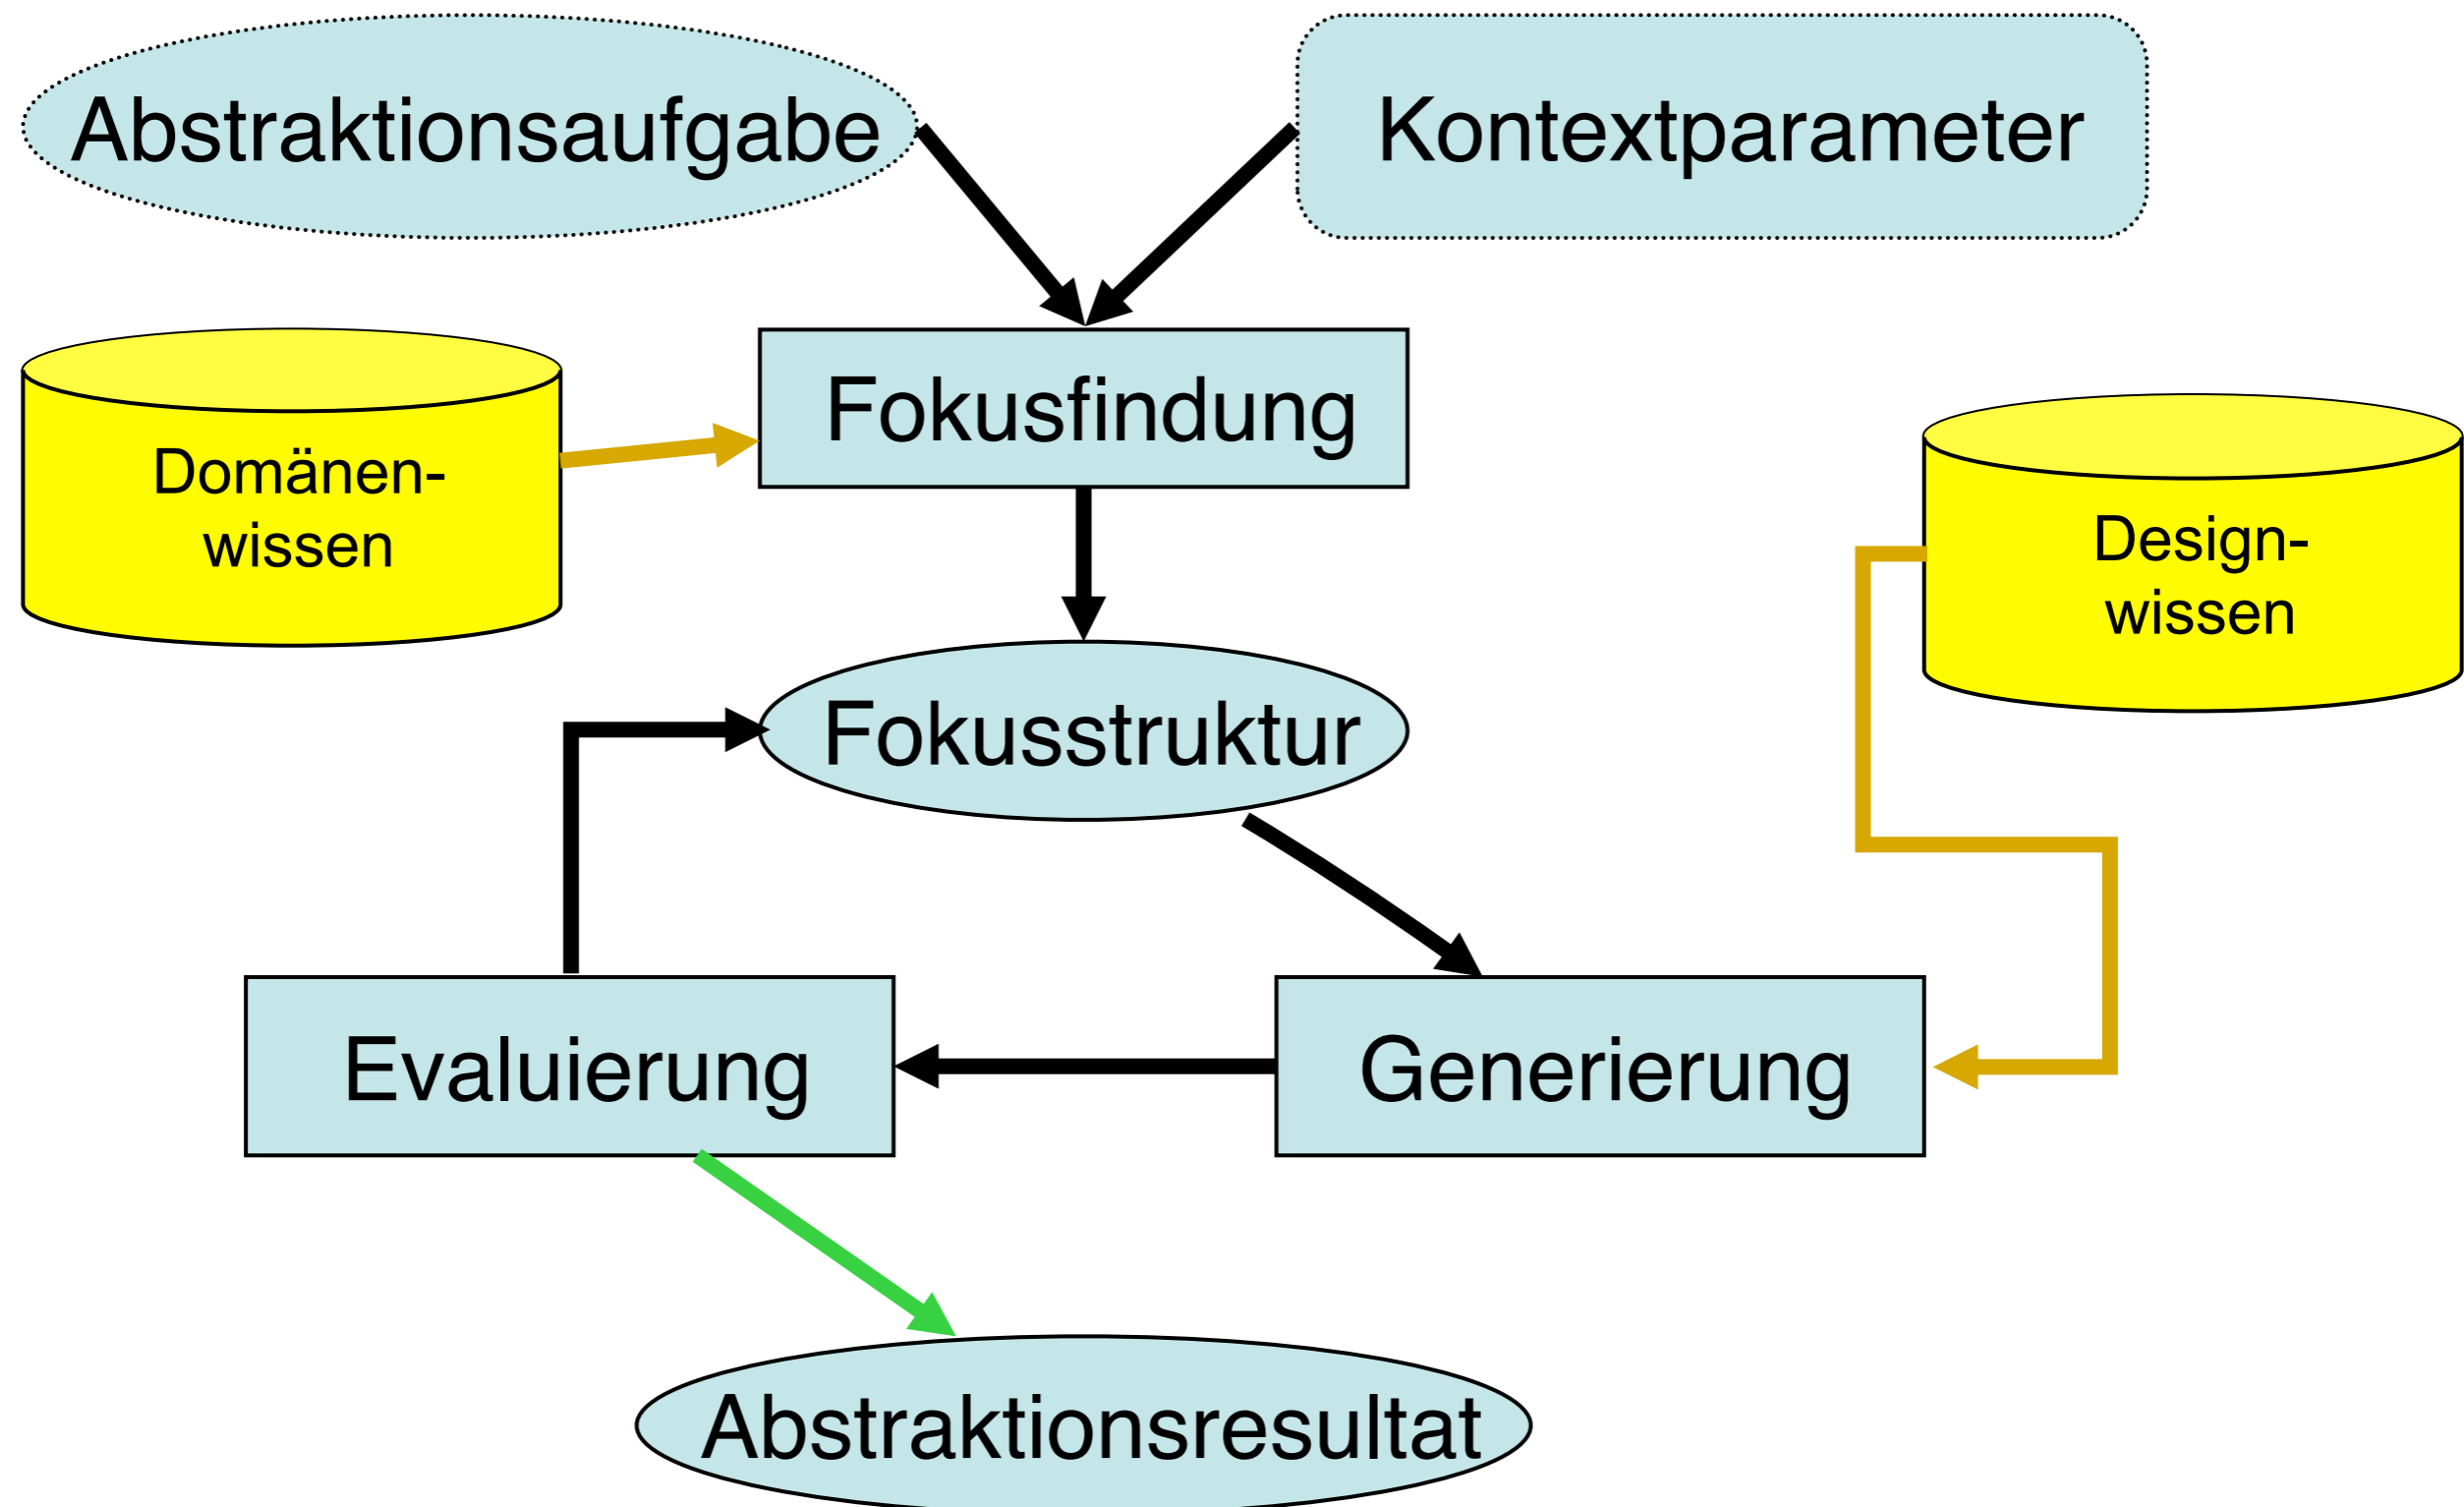 Abstraktionsaufgabe
Kontextparameter
Fokusfindung
Domänen-
wissen
Design-
wissen
Fokusstruktur
Evaluierung
Generierung
Abstraktionsresultat